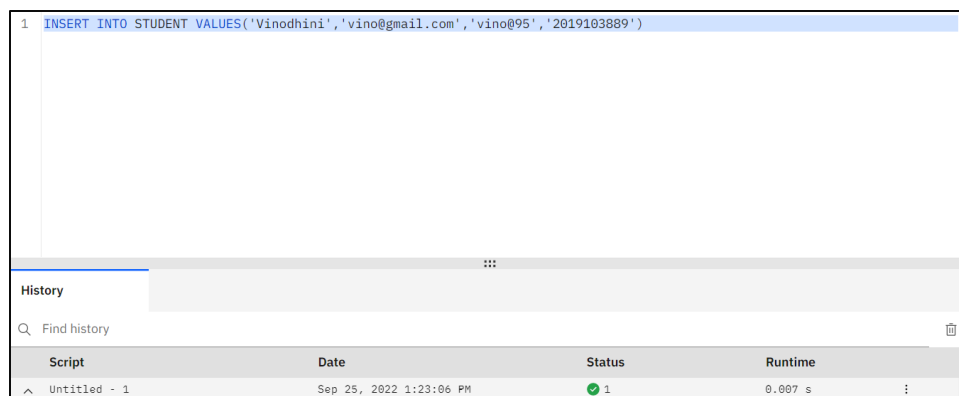 1 INSERT INTO STUDENT VALUES('Vinodhini','vino@gmail.com','vino@95','2019103889')
History
Find history
Script Date Status Runtime
Untitled - 1 Sep 25, 2022 1:23:06 PM 1 0.007 s